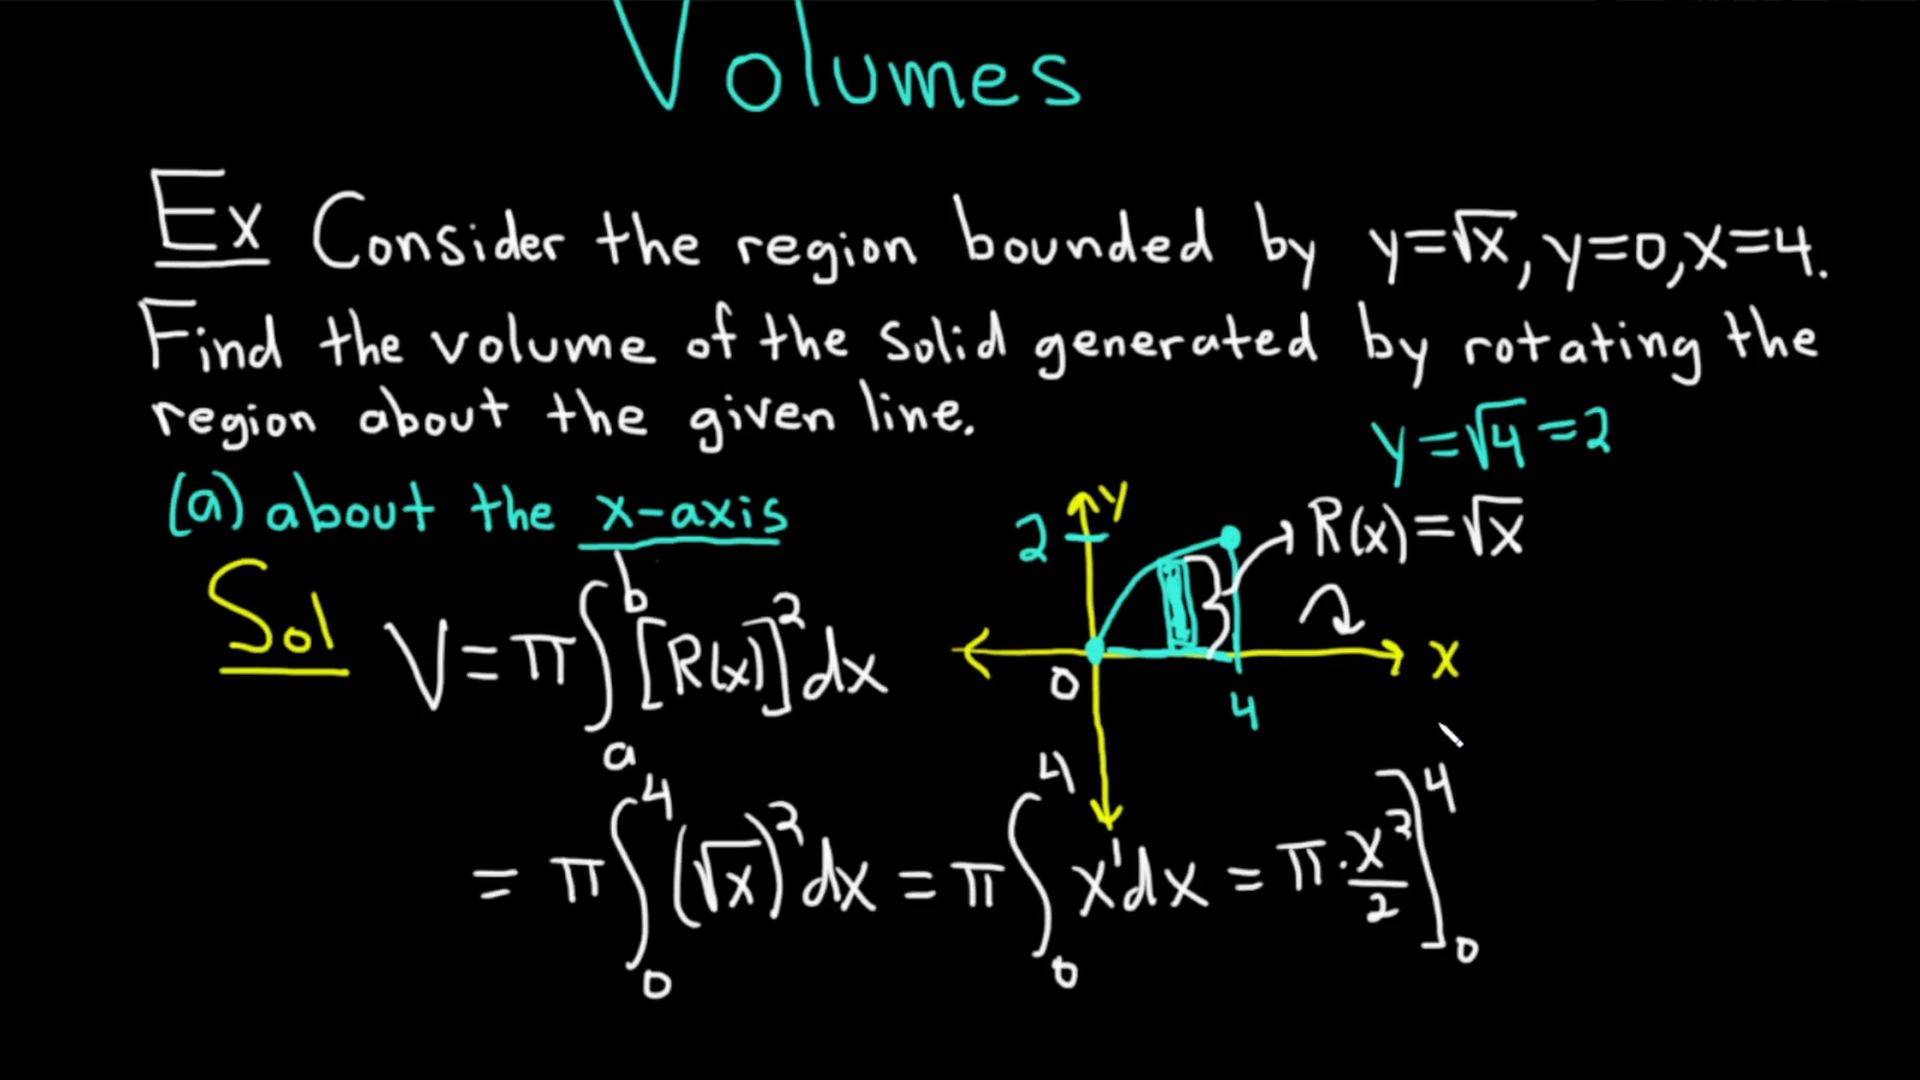 Volumes
Ex Consider the region bounded by y=√x, y=0, x=4.
Find the volume of the solid generated by rotating the
region about the given line.
y=√4=2
(a) about the x-axis
y
2
R(x)=√x
Sol V=π∫ₐᵇ[R(x)]²dx
x
0
4
=π∫₀⁴(√x)²dx=π∫₀⁴x¹dx=π·x²/2]₀⁴